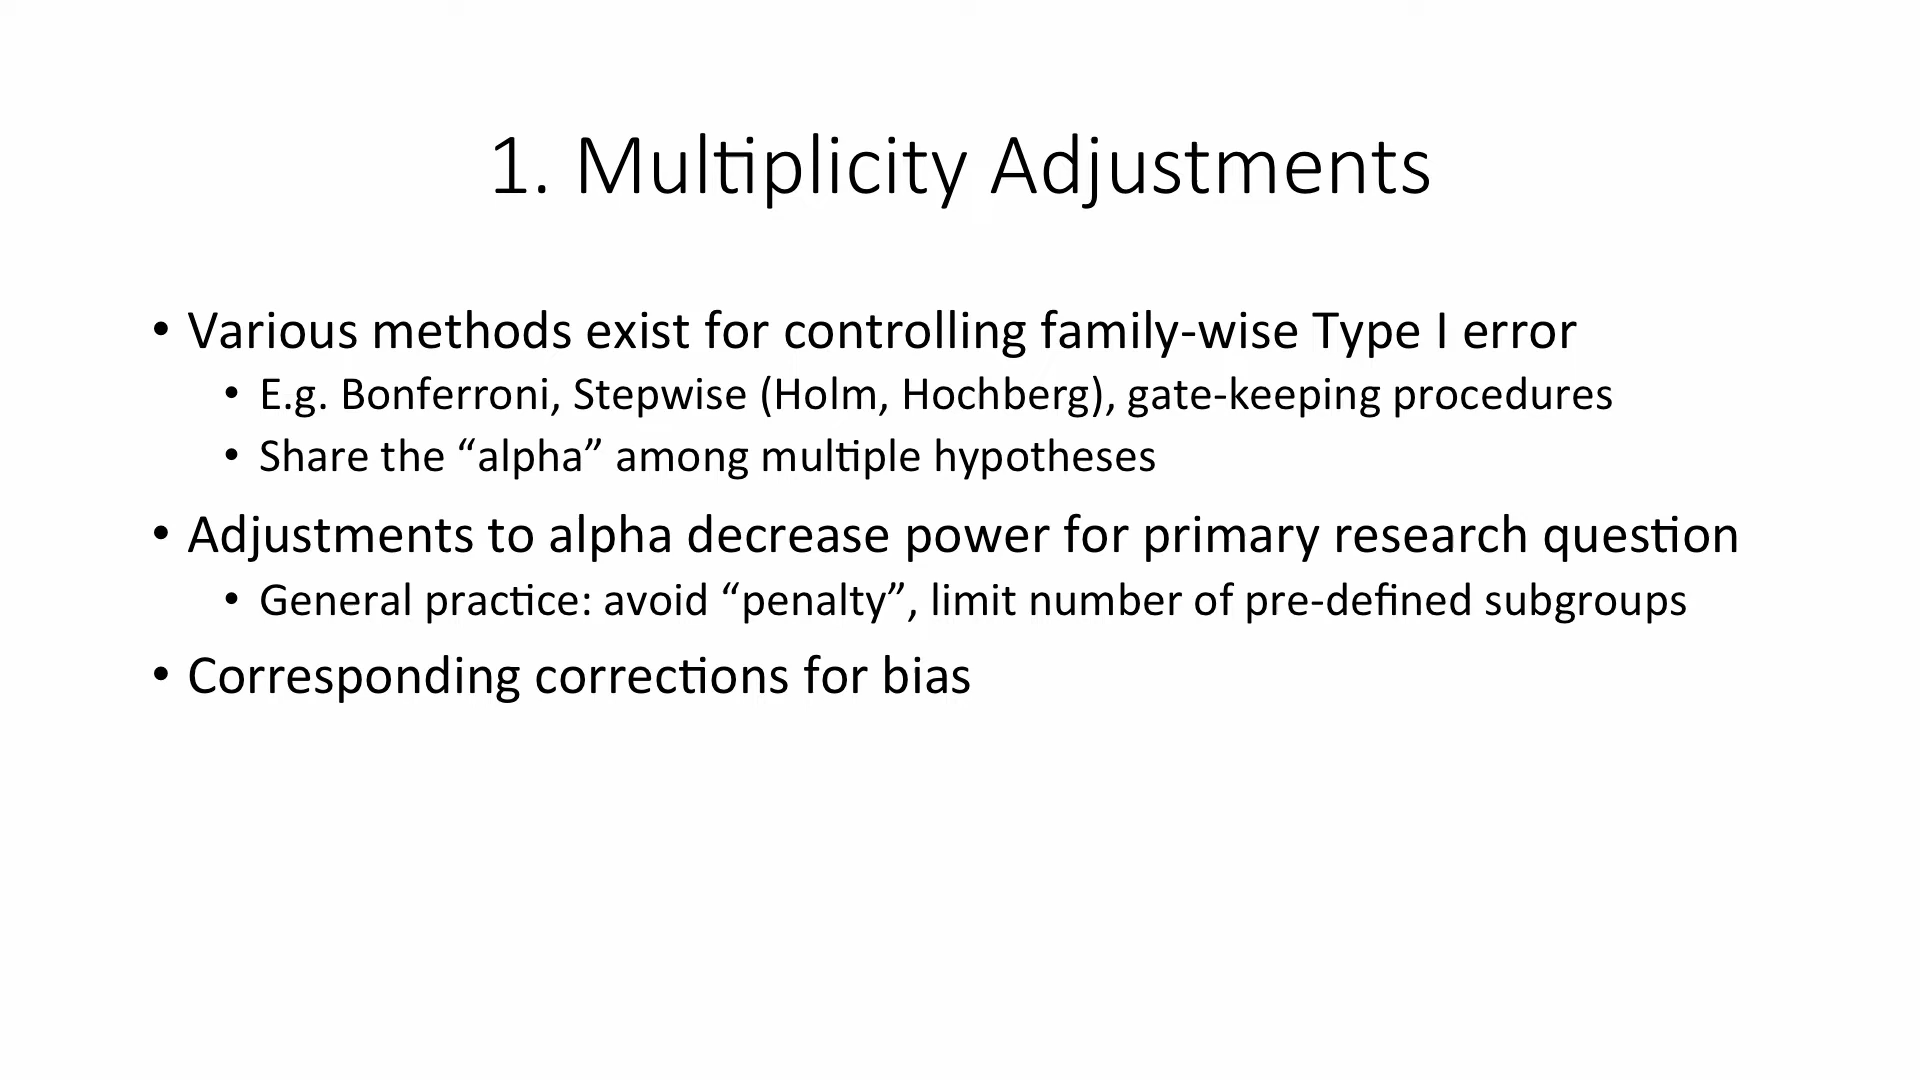 1. Multiplicity Adjustments
• Various methods exist for controlling family-wise Type I error
• E.g. Bonferroni, Stepwise (Holm, Hochberg), gate-keeping procedures
• Share the “alpha” among multiple hypotheses
• Adjustments to alpha decrease power for primary research question
• General practice: avoid “penalty”, limit number of pre-defined subgroups
• Corresponding corrections for bias